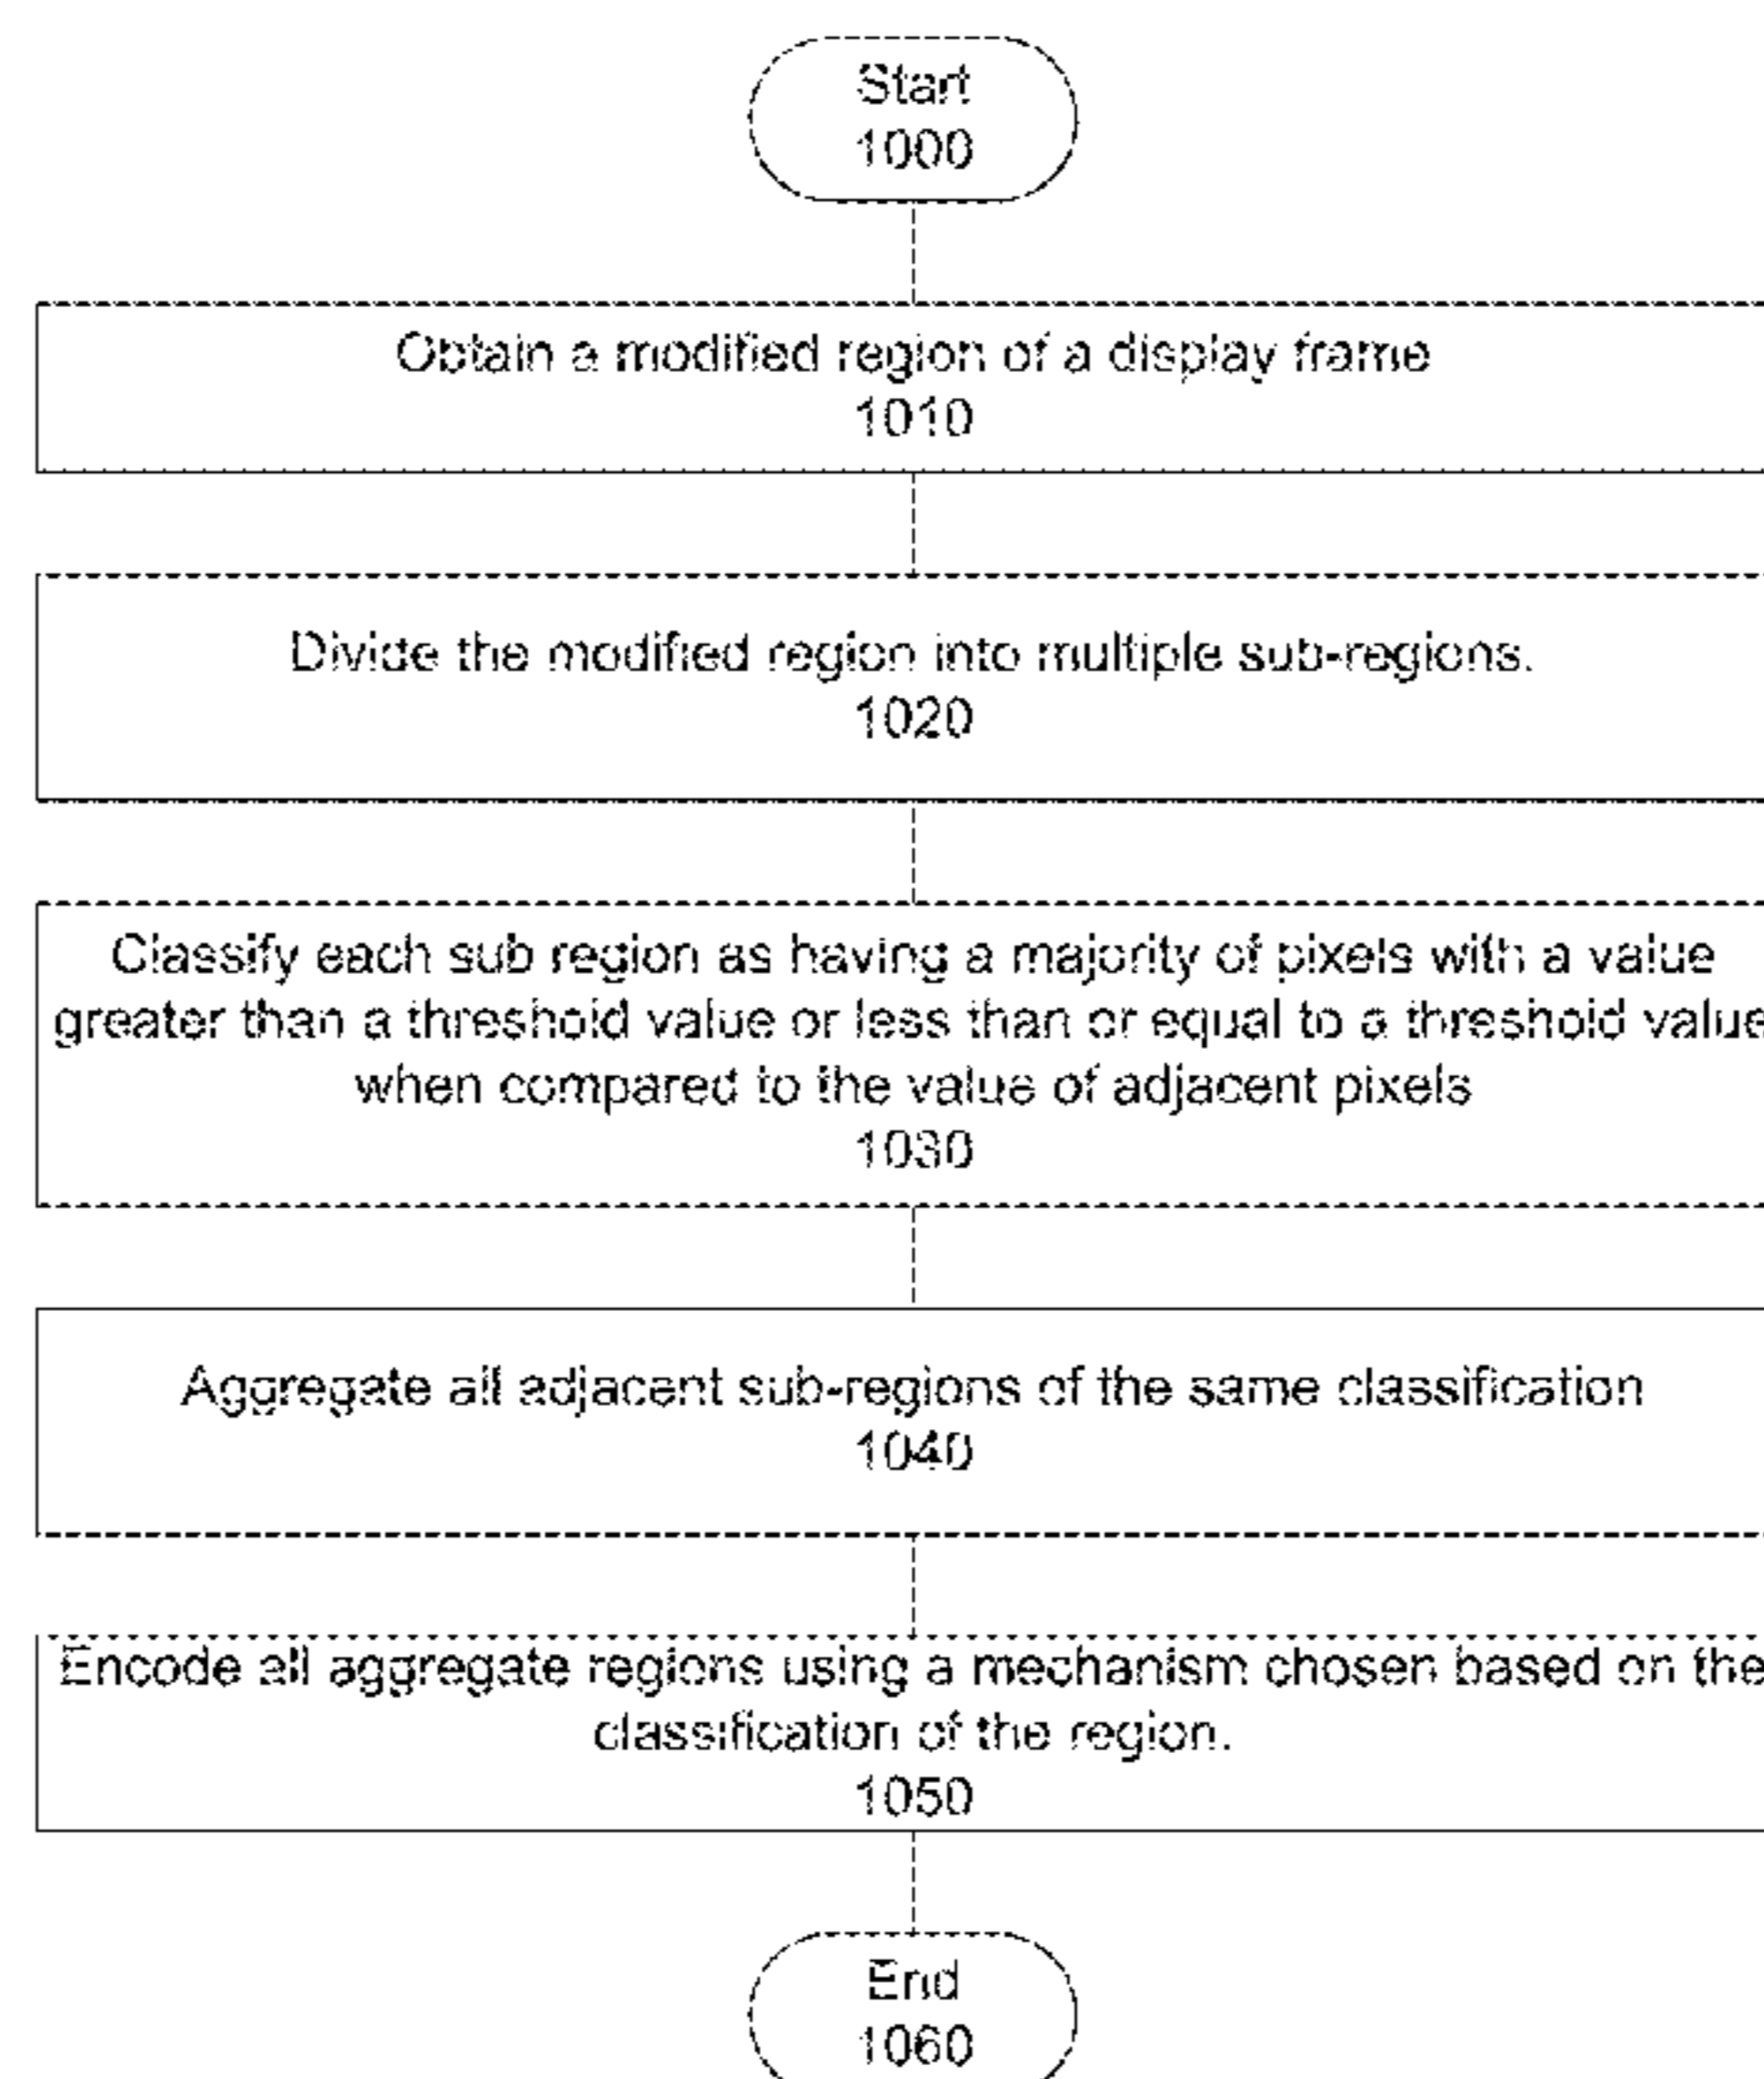 Start
1000
Obtain a modified region of a display frame
1010
Divide the modified region into multiple sub-regions.
1020
Classify each sub region as having a majority of pixels with a value
greater than a threshold value or less than or equal to a threshold value
when compared to the value of adjacent pixels
1030
Aggregate all adjacent sub-regions of the same classification
1040
Encode all aggregate regions using a mechanism chosen based on the
classification of the region.
1050
End
1060